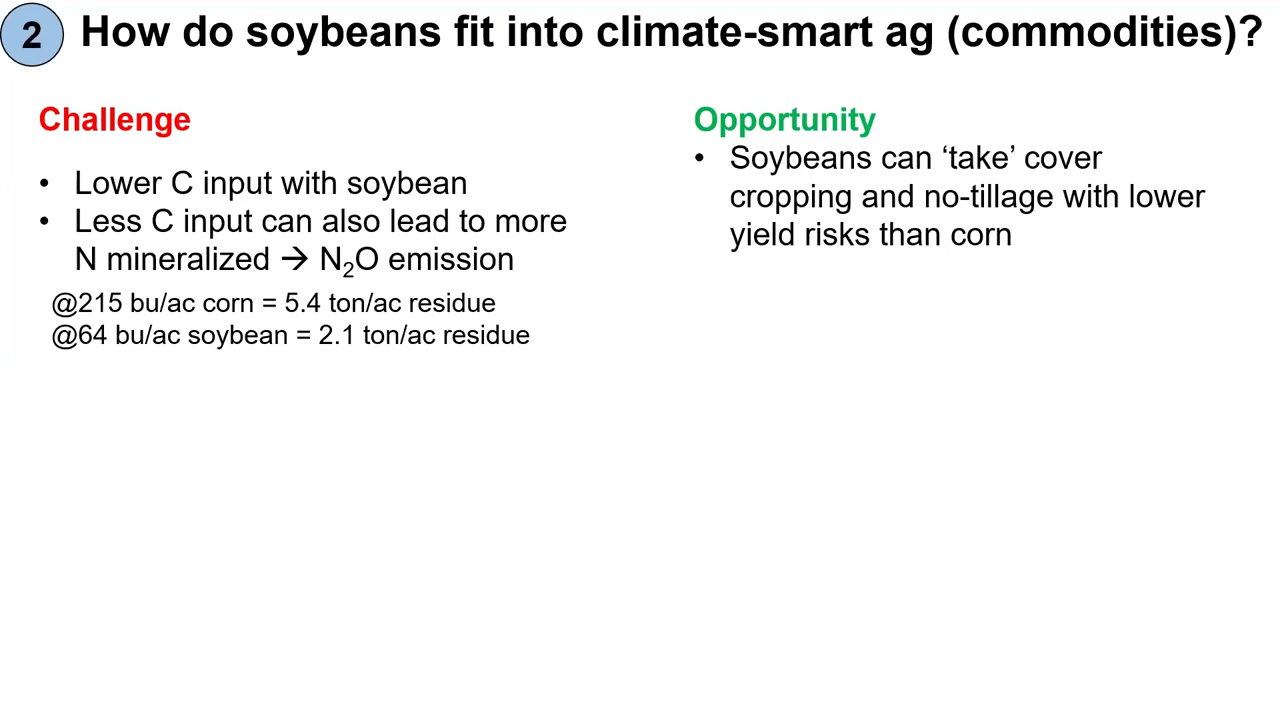 2
How do soybeans fit into climate-smart ag (commodities)?
Challenge
• Lower C input with soybean
• Less C input can also lead to more
N mineralized → N₂O emission
@215 bu/ac corn = 5.4 ton/ac residue
@64 bu/ac soybean = 2.1 ton/ac residue
Opportunity
• Soybeans can ‘take’ cover
cropping and no-tillage with lower
yield risks than corn